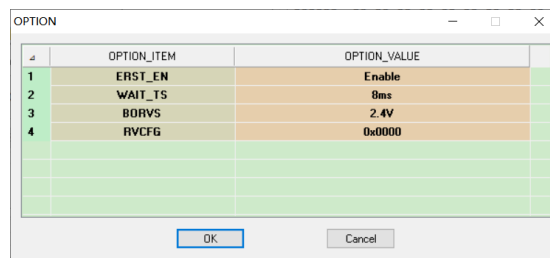 OPTION
OPTION_ITEM OPTION_VALUE
1 ERST_EN Enable
2 WAIT_TS 8ms
3 BORVS 2.4V
4 RVCFG 0x0000
OK Cancel